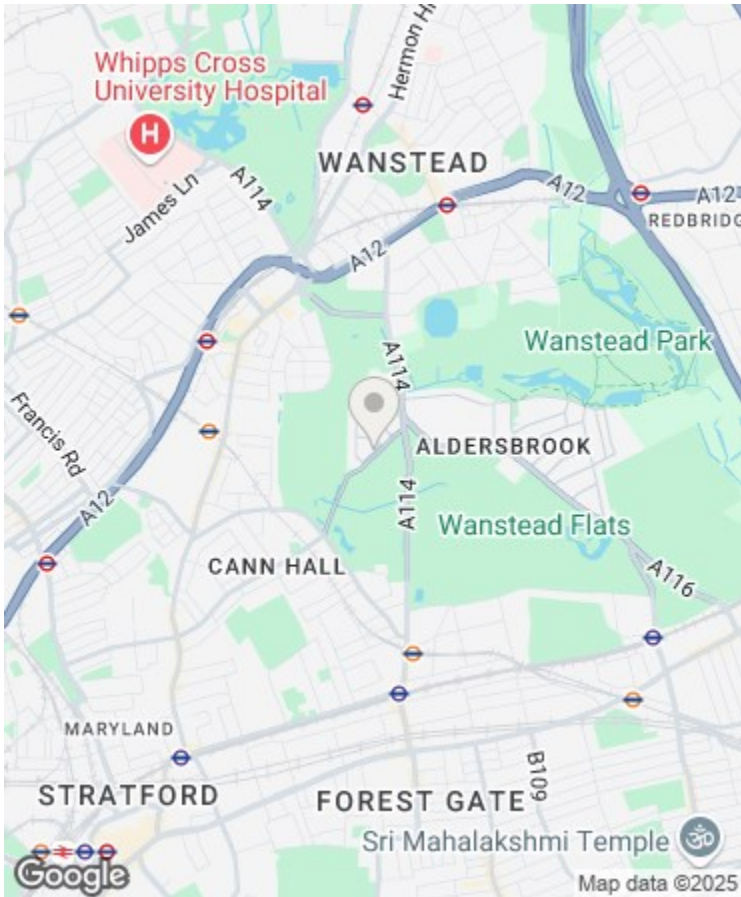 Whipps Cross
University Hospital
H
Hermon Hi
WANSTEAD
James Ln
A114
A12
A12
REDBRIDG
A12
Wanstead Park
A114
Francis Rd
ALDERSBROOK
A12
A114
Wanstead Flats
CANN HALL
A116
MARYLAND
STRATFORD
FOREST GATE
B109
Sri Mahalakshmi Temple
ॐ
Google
Map data ©2025